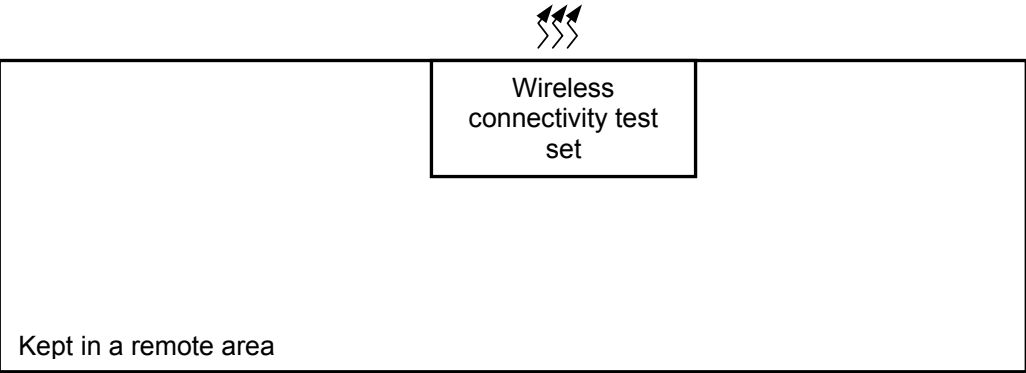 Wireless
connectivity test
set
Kept in a remote area